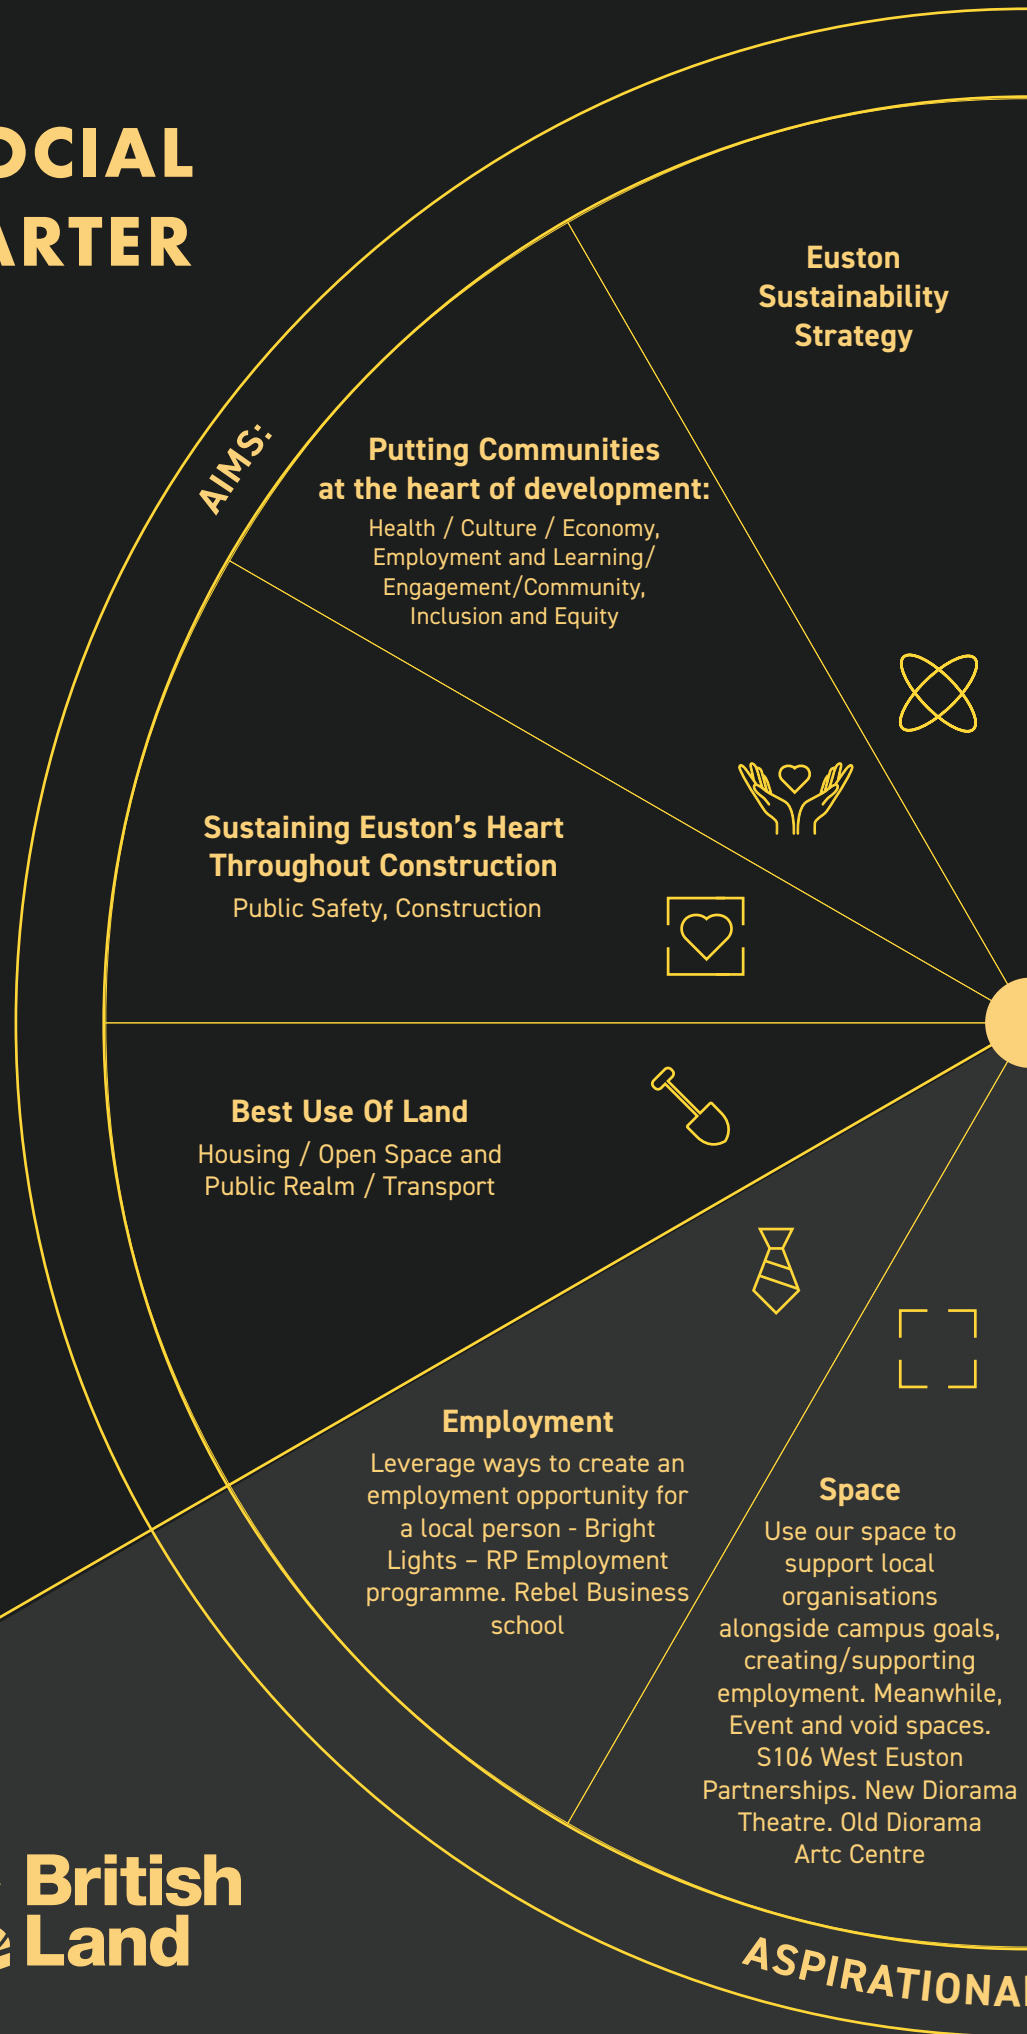 OCIAL
ARTER
Euston
Sustainability
Strategy
AIMS:
Putting Communities
at the heart of development:
Health / Culture / Economy,
Employment and Learning/
Engagement/Community,
Inclusion and Equity
Sustaining Euston’s Heart
Throughout Construction
Public Safety, Construction
Best Use Of Land
Housing / Open Space and
Public Realm / Transport
Employment
Leverage ways to create an
employment opportunity for
a local person - Bright
Lights – RP Employment
programme. Rebel Business
school
Space
Use our space to
support local
organisations
alongside campus goals,
creating/supporting
employment. Meanwhile,
Event and void spaces.
S106 West Euston
Partnerships. New Diorama
Theatre. Old Diorama
Artc Centre
British
Land
ASPIRATIONAL